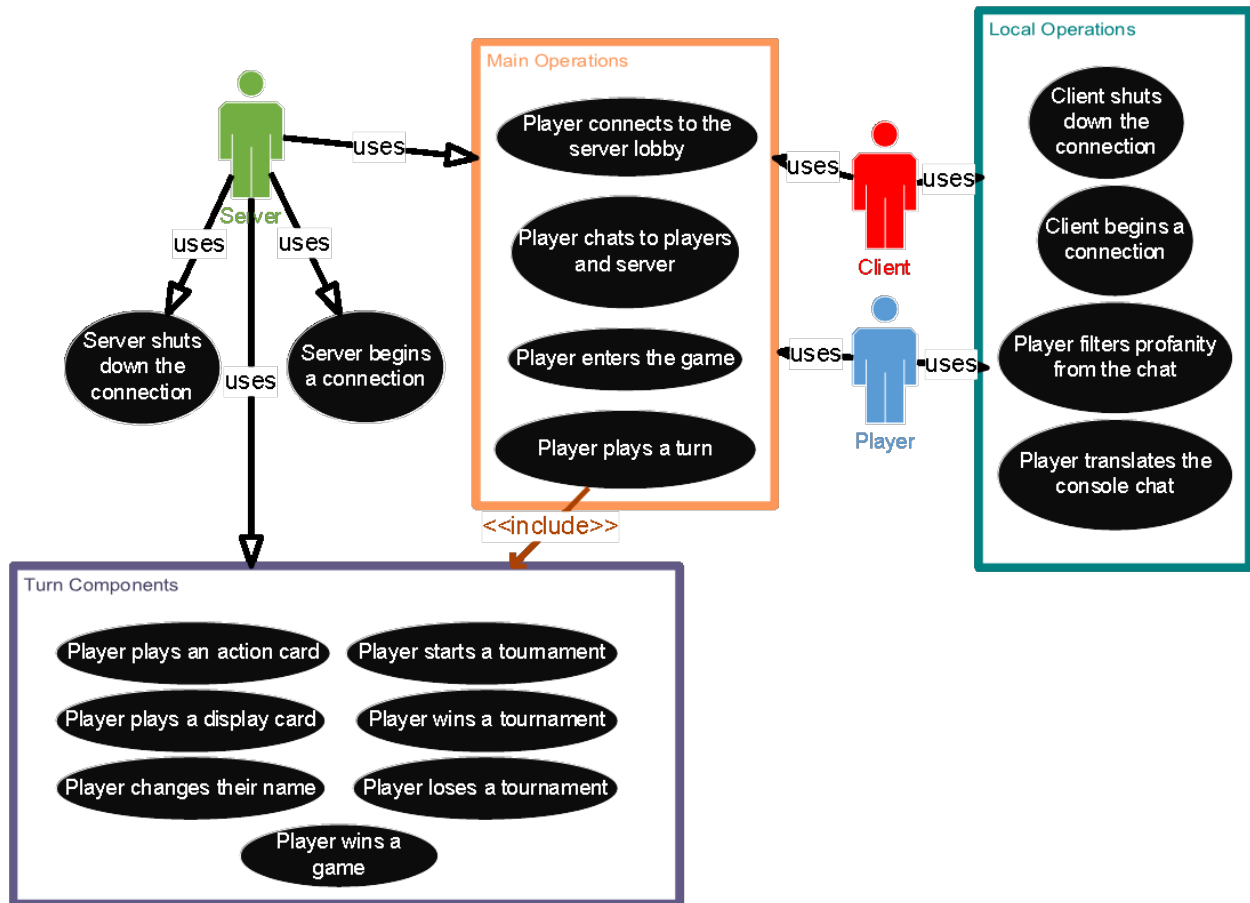 Local Operations
Main Operations
Client shuts
down the
connection
Player connects to the
server lobby
uses
uses
uses
Server
uses
uses
Client begins a
connection
Player chats to players
and server
Client
Server shuts
down the
connection
Server begins
a connection
uses
Player enters the game
uses
uses
Player filters profanity
from the chat
Player
Player plays a turn
Player translates the
console chat
<<include>>
Turn Components
Player plays an action card
Player starts a tournament
Player plays a display card
Player wins a tournament
Player changes their name
Player loses a tournament
Player wins a
game